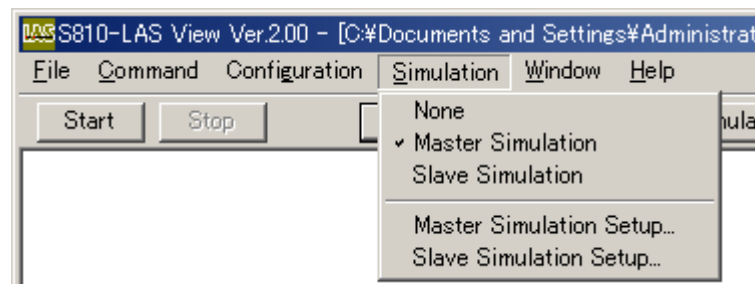 LAS S810-LAS View Ver.2.00 - [C:¥Documents and Settings¥Administrat
File Command Configuration Simulation Window Help
Start Stop
None
Master Simulation
Slave Simulation
Master Simulation Setup...
Slave Simulation Setup...